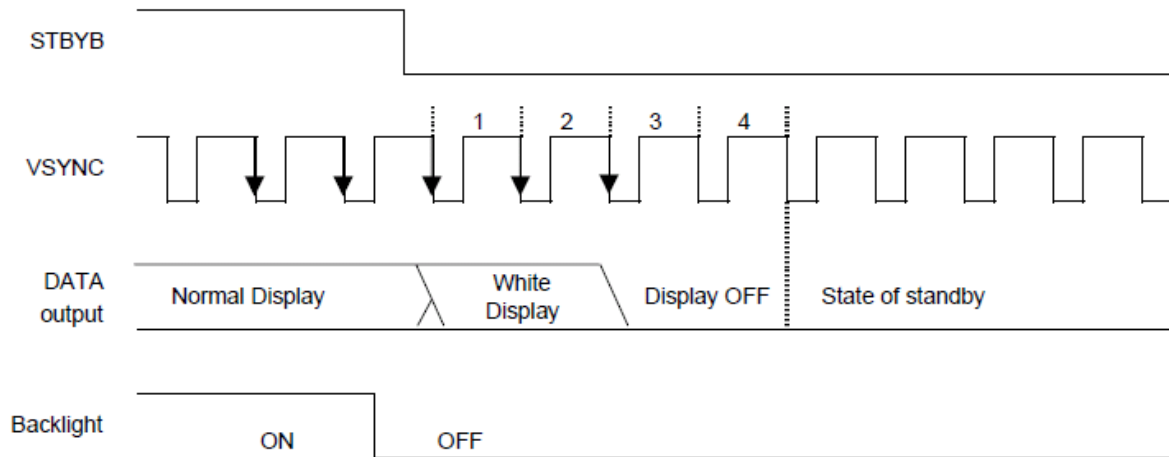 STBYB
1 2 3 4
VSYNC
DATA
output
Normal Display
White
Display
Display OFF
State of standby
Backlight
ON
OFF